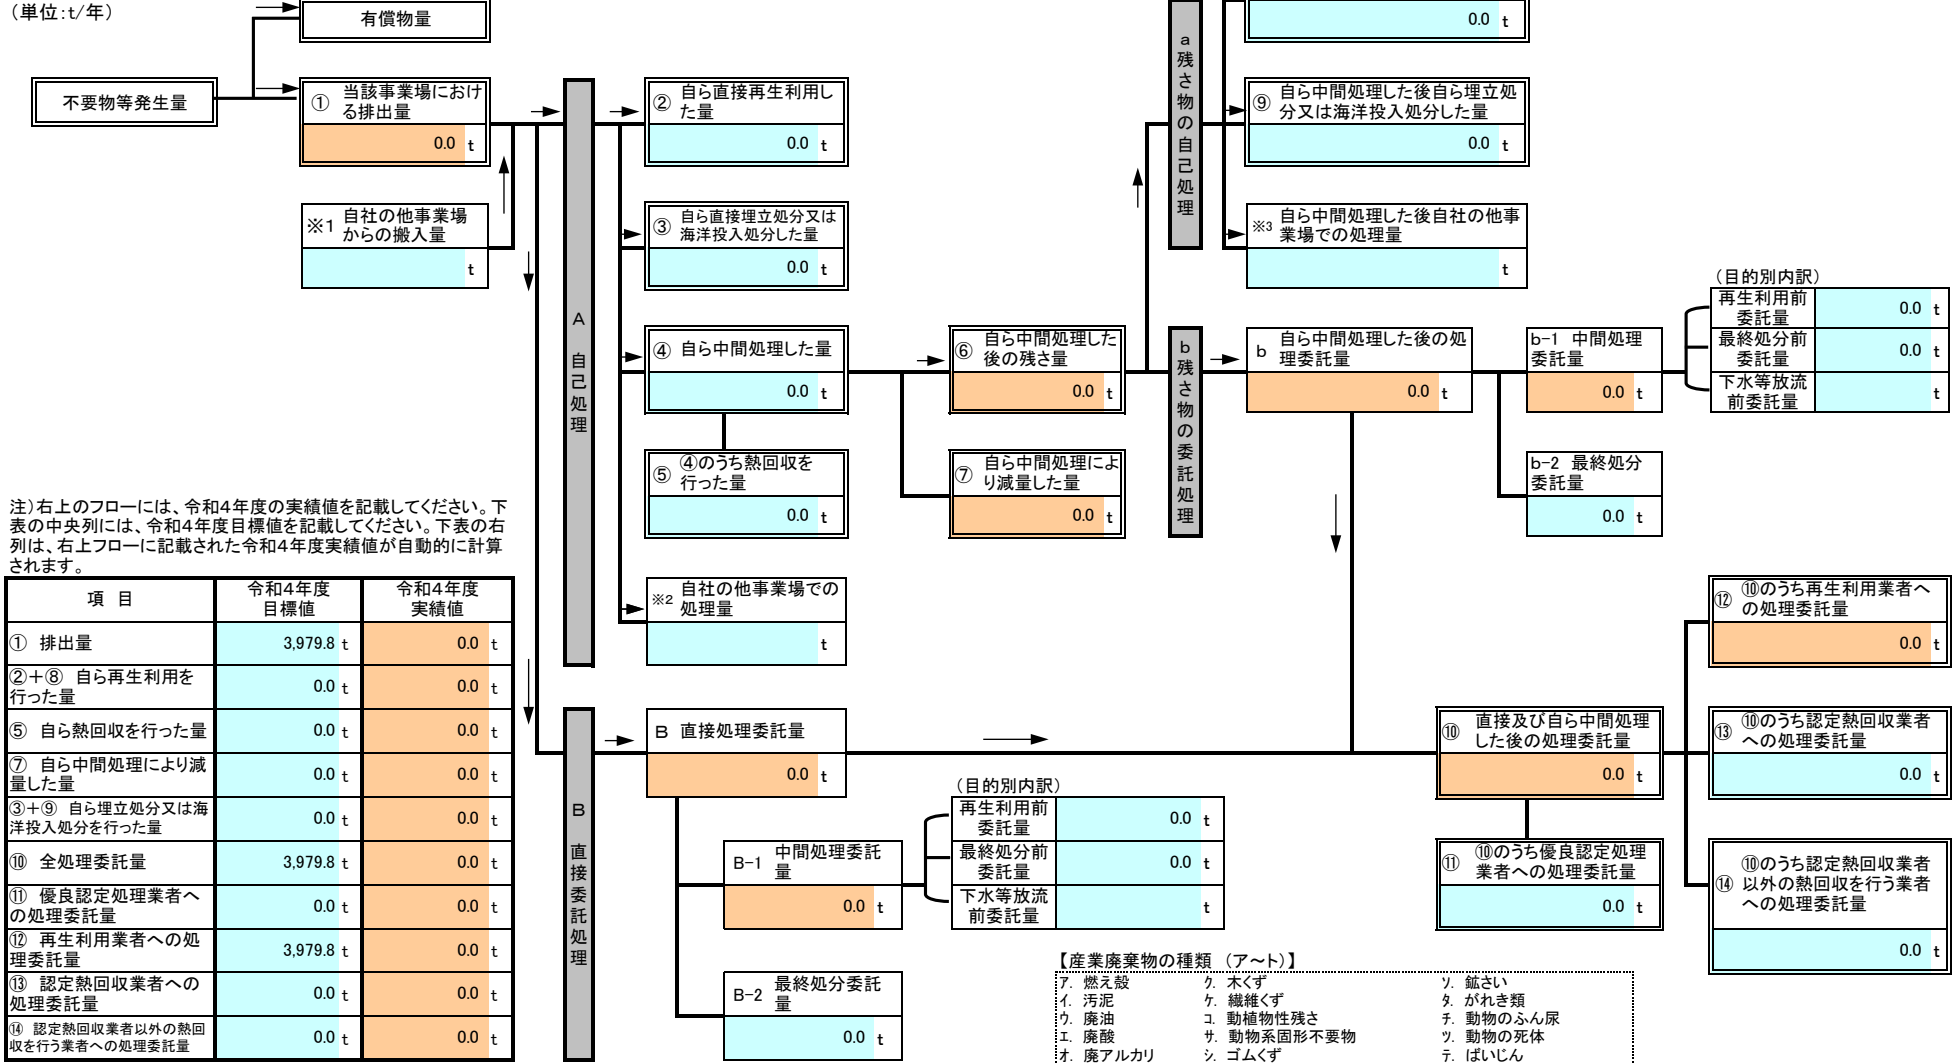 （単位：t/年）
有償物量
不要物等発生量
① 当該事業場におけ
る排出量
0.0 t
※1 自社の他事業場
からの搬入量
t
A 自己処理
② 自ら直接再生利用し
た量
0.0 t
③ 自ら直接埋立処分又は
海洋投入処分した量
0.0 t
④ 自ら中間処理した量
0.0 t
⑤ ④のうち熱回収を
行った量
0.0 t
※2 自社の他事業場での
処理量
t
⑥ 自ら中間処理した
後の残さ量
0.0 t
⑦ 自ら中間処理によ
り減量した量
0.0 t
a 残さ物の自己処理
0.0 t
⑨ 自ら中間処理した後自ら埋立処
分又は海洋投入処分した量
0.0 t
※3 自ら中間処理した後自社の他事
業場での処理量
t
b 残さ物の委託処理
b 自ら中間処理した後の処
理委託量
0.0 t
b-1 中間処理
委託量
0.0 t
（目的別内訳）
再生利用前
委託量
0.0 t
最終処分前
委託量
0.0 t
下水等放流
前委託量
t
b-2 最終処分
委託量
0.0 t
注）右上のフローには、令和4年度の実績値を記載してください。下
表の中央列には、令和4年度目標値を記載してください。下表の右
列は、右上フローに記載された令和4年度実績値が自動的に計算
されます。
項 目 令和4年度 目標値 令和4年度 実績値
① 排出量 3,979.8 t 0.0 t
②＋⑧ 自ら再生利用を
行った量 0.0 t 0.0 t
⑤ 自ら熱回収を行った量 0.0 t 0.0 t
⑦ 自ら中間処理により減
量した量 0.0 t 0.0 t
③＋⑨ 自ら埋立処分又は海
洋投入処分を行った量 0.0 t 0.0 t
⑩ 全処理委託量 3,979.8 t 0.0 t
⑪ 優良認定処理業者へ
の処理委託量 0.0 t 0.0 t
⑫ 再生利用業者への処
理委託量 3,979.8 t 0.0 t
⑬ 認定熱回収業者への
処理委託量 0.0 t 0.0 t
⑭ 認定熱回収業者以外の熱回
収を行う業者への処理委託量 0.0 t 0.0 t
B 直接委託処理
B 直接処理委託量
0.0 t
B-1 中間処理委託
量
0.0 t
（目的別内訳）
再生利用前
委託量
0.0 t
最終処分前
委託量
0.0 t
下水等放流
前委託量
t
B-2 最終処分委託
量
0.0 t
⑩ 直接及び自ら中間処理
した後の処理委託量
0.0 t
⑪ ⑩のうち優良認定処理
業者への処理委託量
0.0 t
⑫ ⑩のうち再生利用業者へ
の処理委託量
0.0 t
⑬ ⑩のうち認定熱回収業者
への処理委託量
0.0 t
⑭ ⑩のうち認定熱回収業者
以外の熱回収を行う業者
への処理委託量
0.0 t
【産業廃棄物の種類 （ア～ト）】
ア. 燃え殻 ク. 木くず ソ. 鉱さい
イ. 汚泥 ケ. 繊維くず タ. がれき類
ウ. 廃油 コ. 動植物性残さ チ. 動物のふん尿
エ. 廃酸 サ. 動物系固形不要物 ツ. 動物の死体
オ. 廃アルカリ シ. ゴムくず テ. ばいじん